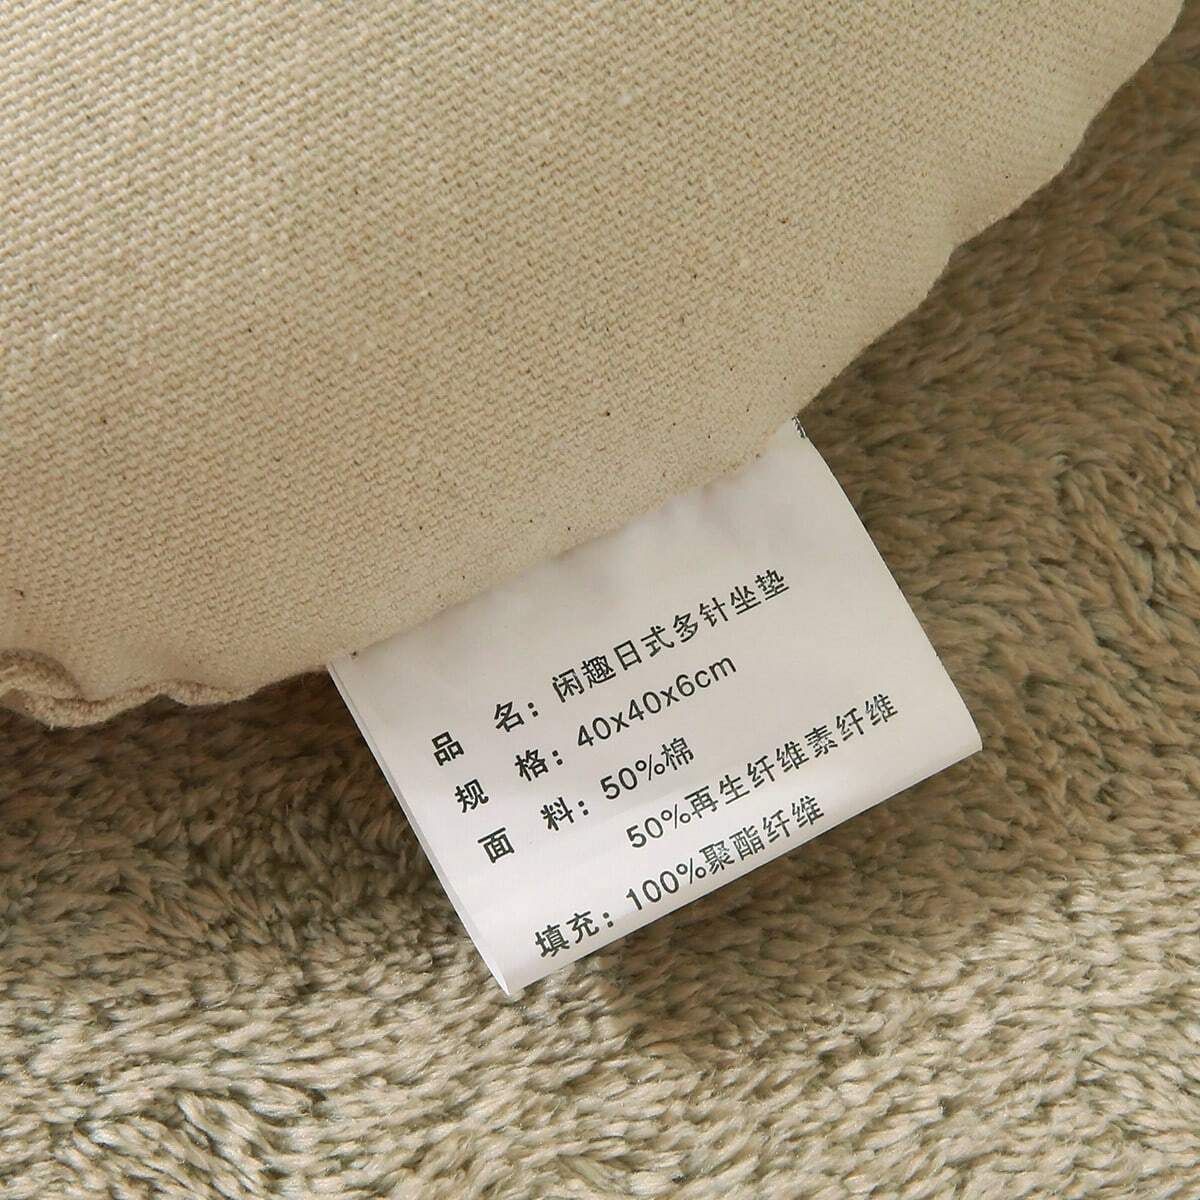 品 名：闲趣日式多针坐垫
规 格：40x40x6cm
面 料：50%棉
50%再生纤维素纤维
填充：100%聚酯纤维